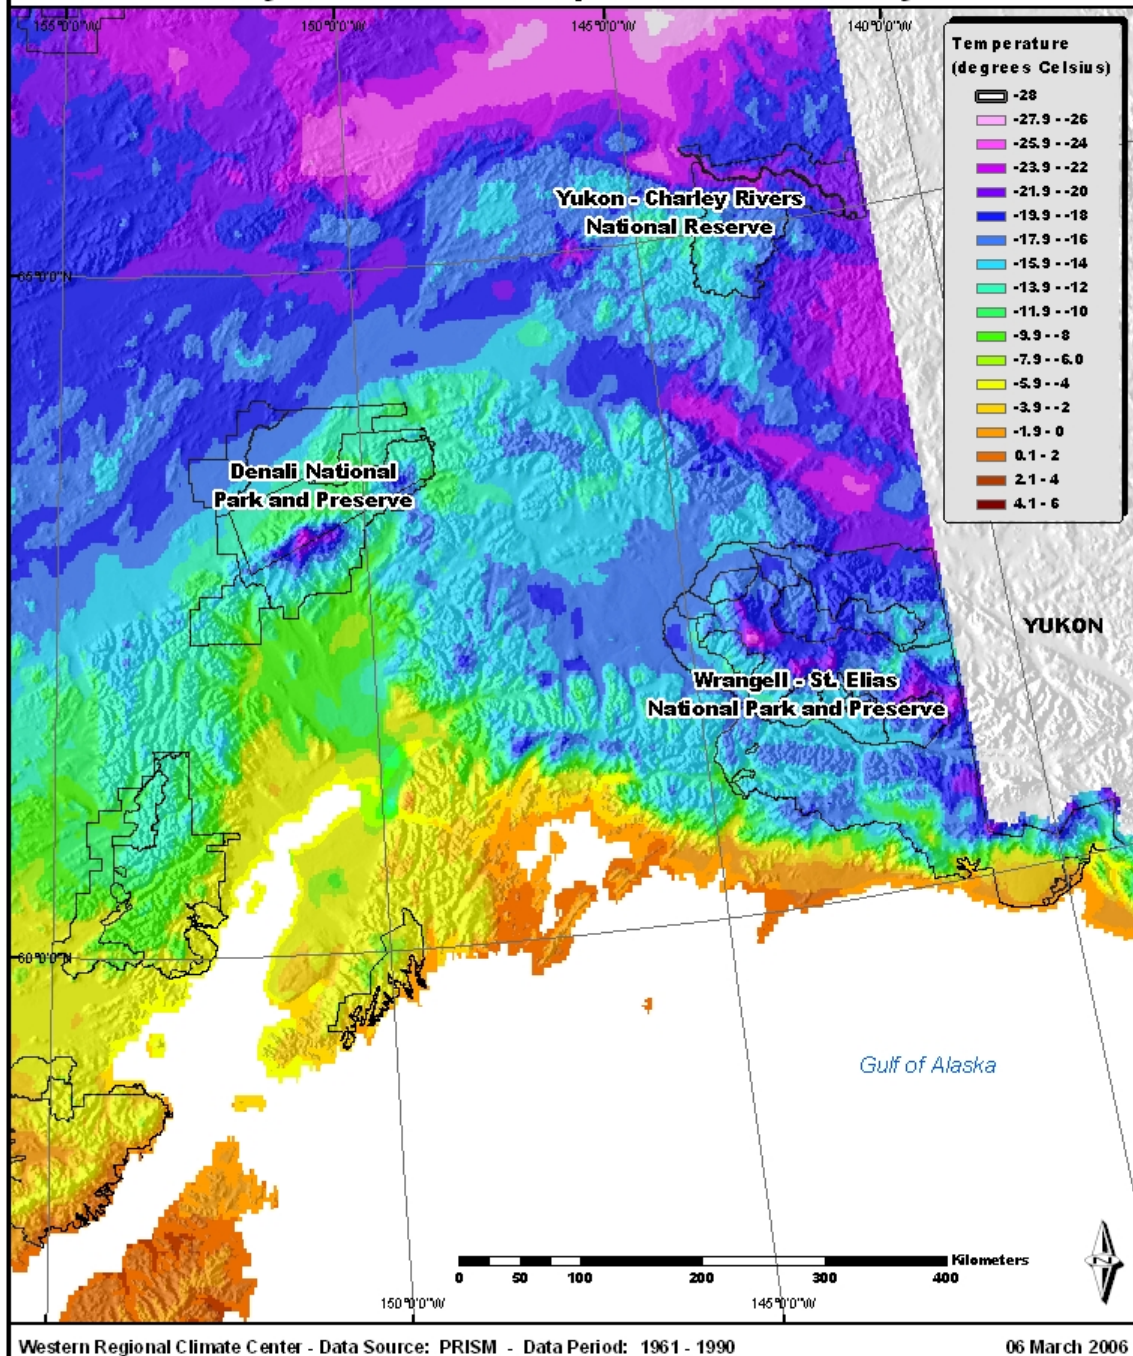 155°0'0"W
150°0'0"W
145°0'0"W
140°0'0"W
Temperature
(degrees Celsius)
-28
-27.9 - -26
-25.9 - -24
-23.9 - -22
-21.9 - -20
-19.9 - -18
-17.9 - -16
-15.9 - -14
-13.9 - -12
-11.9 - -10
-9.9 - -8
-7.9 - -6.0
-5.9 - -4
-3.9 - -2
-1.9 - 0
0.1 - 2
2.1 - 4
4.1 - 6
Yukon - Charley Rivers
National Reserve
65°0'0"N
Denali National
Park and Preserve
YUKON
Wrangell - St. Elias
National Park and Preserve
60°0'0"N
Gulf of Alaska
Kilometers
0 50 100 200 300 400
N
150°0'0"W
145°0'0"W
Western Regional Climate Center - Data Source: PRISM - Data Period: 1961 - 1990
06 March 2006